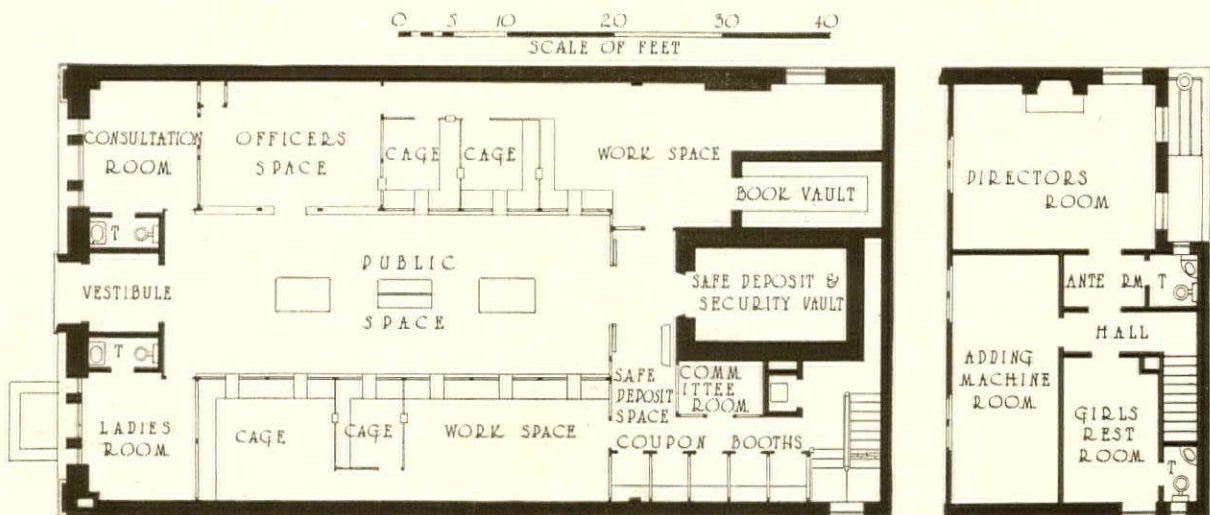 0 5 10 20 30 40
SCALE OF FEET
CONSULTATION
ROOM
OFFICERS
SPACE
CAGE
CAGE
WORK SPACE
BOOK VAULT
T
VESTIBULE
PUBLIC
SPACE
SAFE DEPOSIT &
SECURITY VAULT
T
LADIES
ROOM
CAGE
CAGE
WORK SPACE
SAFE
DEPOSIT
SPACE
COMM
ITTEE
ROOM
COUPON BOOTHS
DIRECTORS
ROOM
ANTE RM.
T
HALL
ADDING
MACHINE
ROOM
GIRLS
REST
ROOM
T